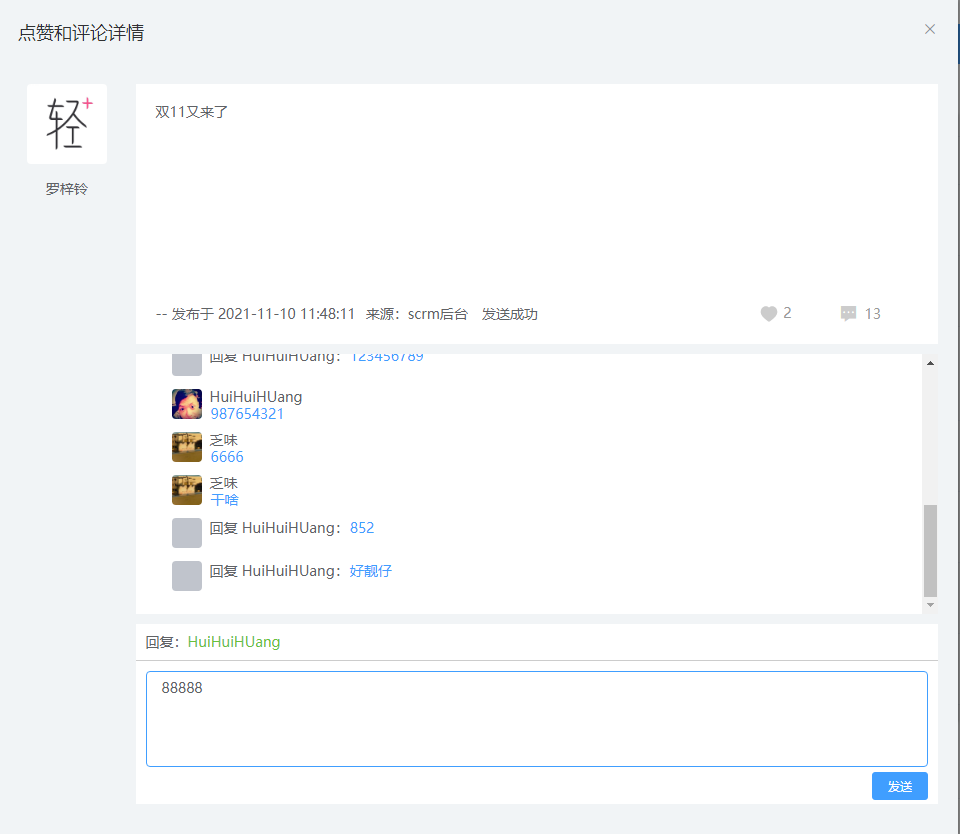 点赞和评论详情
轻+
罗梓铃
双11又来了
-- 发布于 2021-11-10 11:48:11 来源：scrm后台 发送成功
2
13
回复 HuiHuiHUang：123456789
HuiHuiHUang
987654321
芝味
6666
芝味
干啥
回复 HuiHuiHUang：852
回复 HuiHuiHUang：好靓仔
回复：HuiHuiHUang
88888
发送